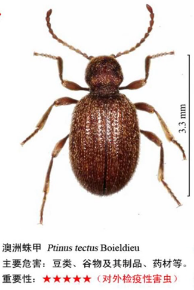 3.3 mm
澳洲蛛甲 Ptinus tectus Boieldieu
主要危害：豆类、谷物及其制品、药材等。
重要性：★★★★★（对外检疫性害虫）